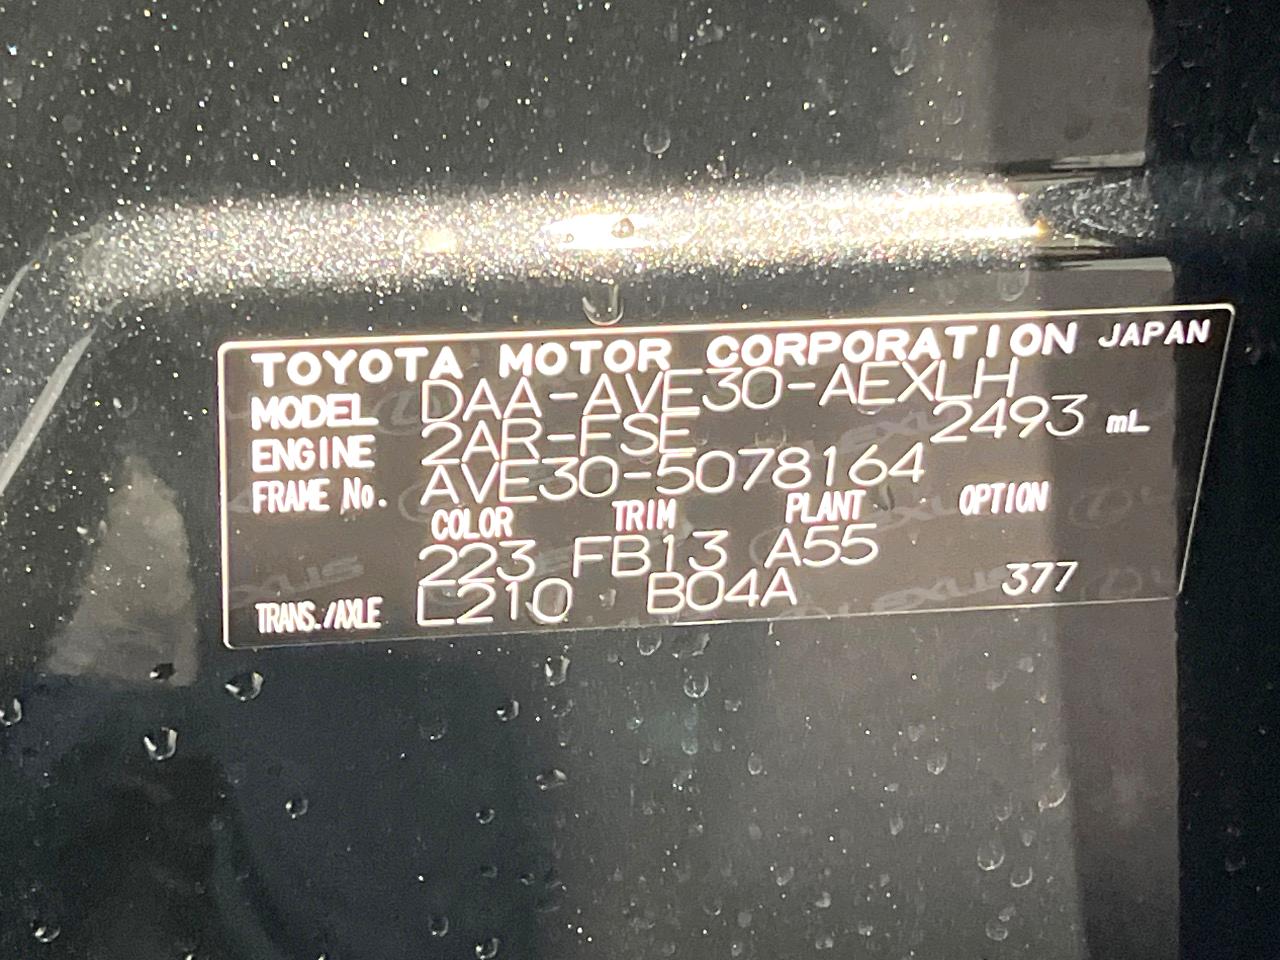 TOYOTA MOTOR CORPORATION JAPAN
MODEL DAA-AVE30-AEXLH
ENGINE 2AR-FSE 2493 mL
FRAME No. AVE30-5078164
COLOR TRIM PLANT OPTION
223 FB13 A55
TRANS./AXLE L210 B04A 377